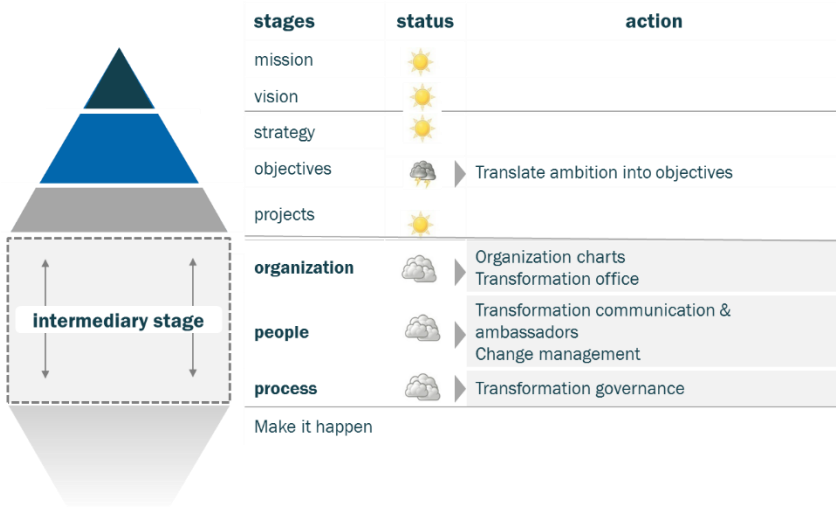 stages status action
mission
vision
strategy
objectives Translate ambition into objectives
projects
organization Organization charts
Transformation office
intermediary stage
people Transformation communication &
ambassadors
Change management
process Transformation governance
Make it happen